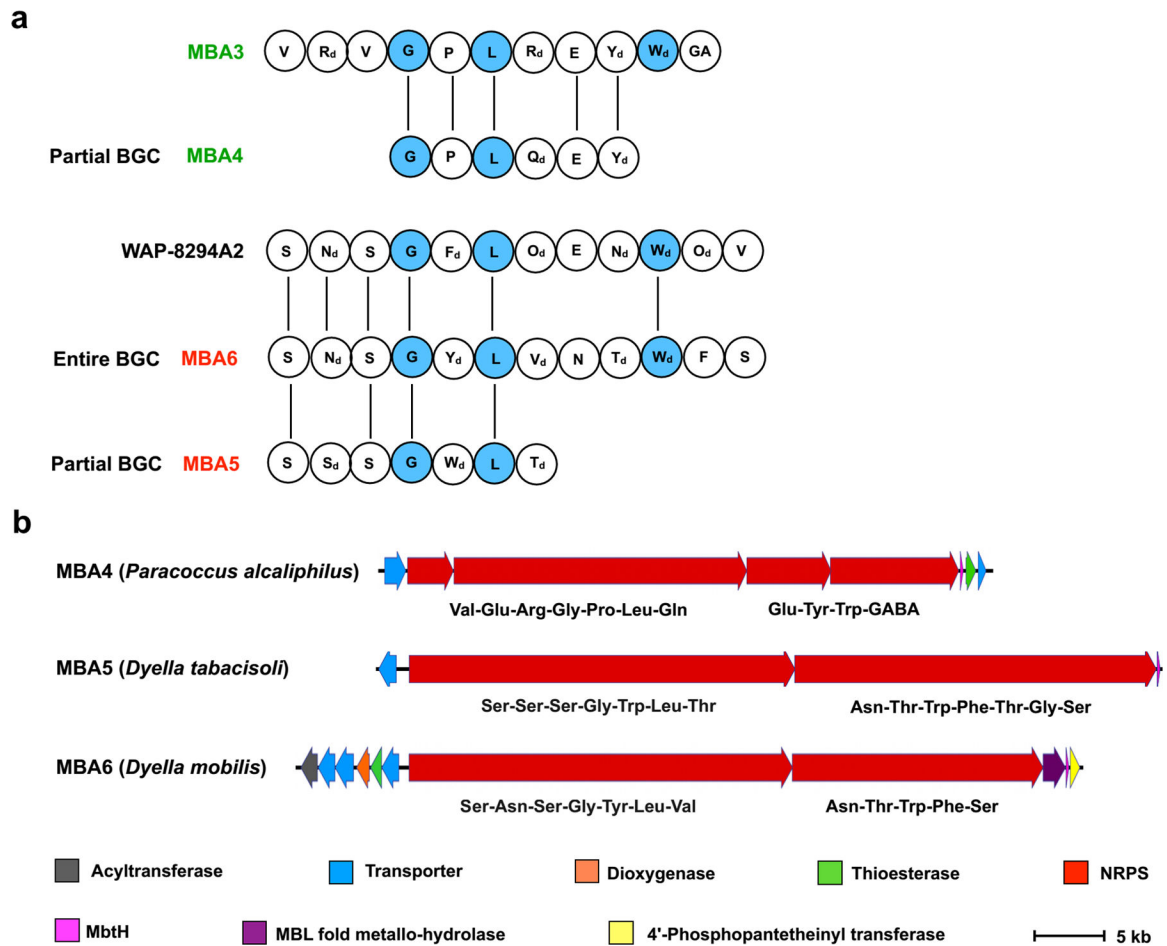 a
MBA3 V Rd V G P L Rd E Yd Wd GA
Partial BGC MBA4 G P L Qd E Yd
WAP-8294A2 S Nd S G Fd L Od E Nd Wd Od V
Entire BGC MBA6 S Nd S G Yd L Vd N Td Wd F S
Partial BGC MBA5 S Sd S G Wd L Td
b
MBA4 (Paracoccus alcaliphilus)
Val-Glu-Arg-Gly-Pro-Leu-Gln Glu-Tyr-Trp-GABA
MBA5 (Dyella tabacisoli)
Ser-Ser-Ser-Gly-Trp-Leu-Thr Asn-Thr-Trp-Phe-Thr-Gly-Ser
MBA6 (Dyella mobilis)
Ser-Asn-Ser-Gly-Tyr-Leu-Val Asn-Thr-Trp-Phe-Ser
Acyltransferase Transporter Dioxygenase Thioesterase NRPS
MbtH MBL fold metallo-hydrolase 4'-Phosphopantetheinyl transferase 5 kb